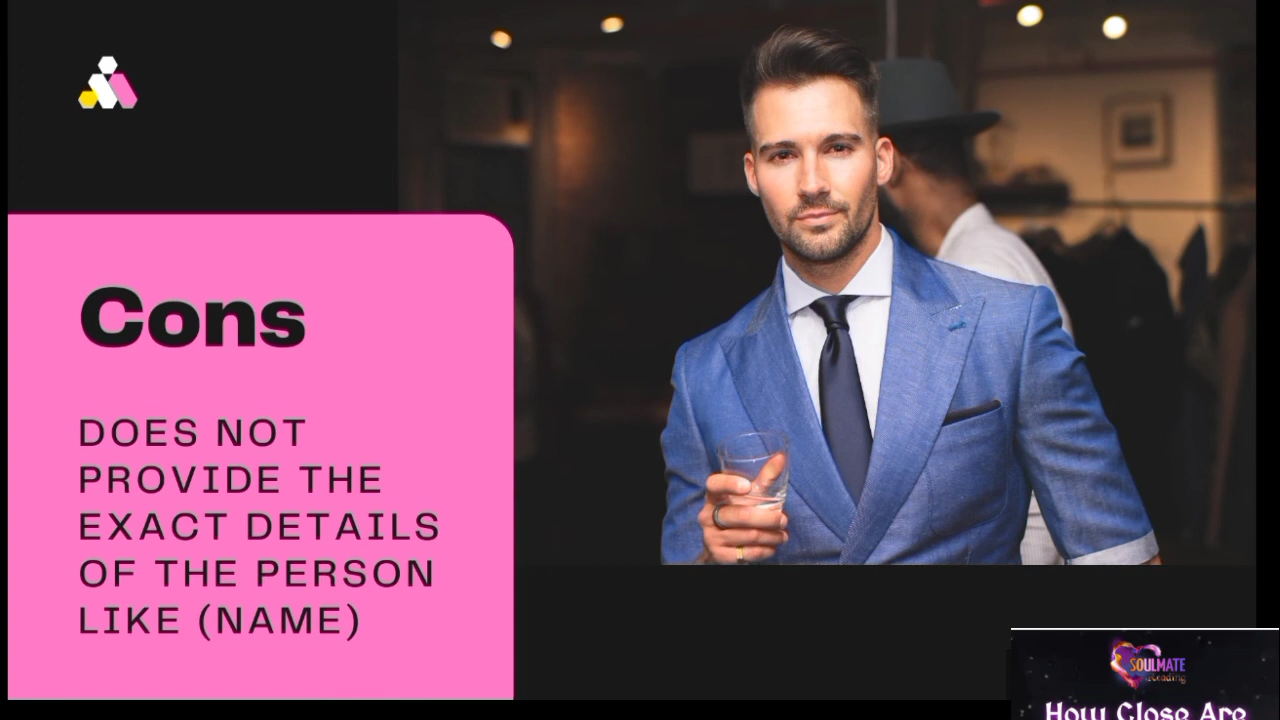 Cons
DOES NOT
PROVIDE THE
EXACT DETAILS
OF THE PERSON
LIKE (NAME)
SOULMATE
Reading
How Close Are